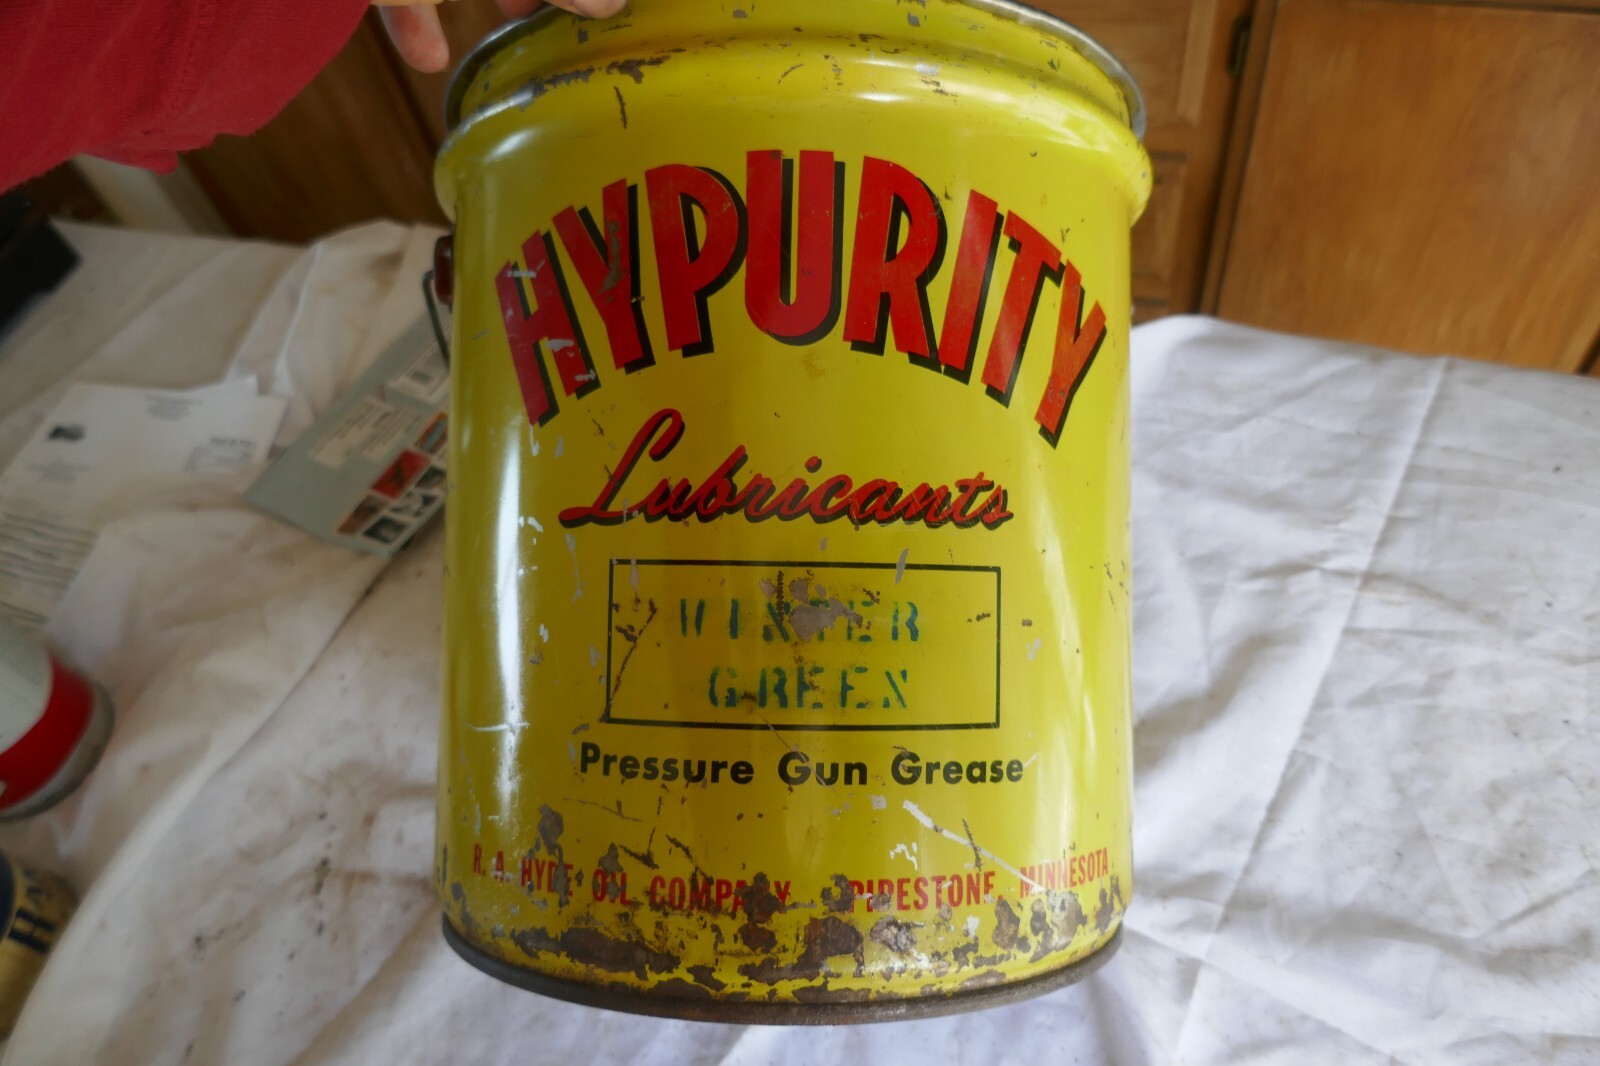 HYPURITY
Lubricants
WINTER
GREEN
Pressure Gun Grease
R. A. HYDE OIL COMPANY PIPESTONE, MINNESOTA